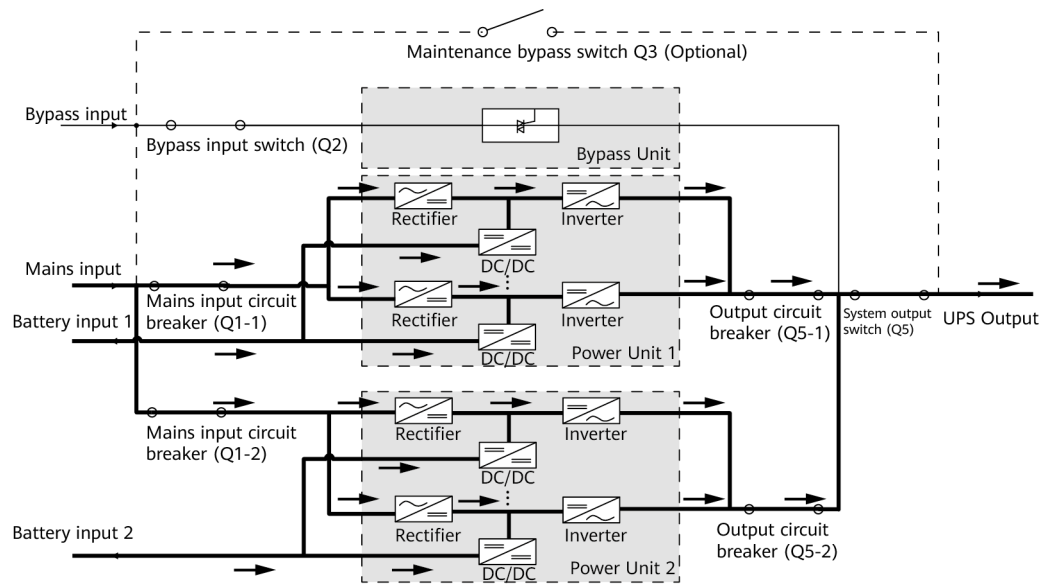 Maintenance bypass switch Q3 (Optional)
Bypass input
Bypass input switch (Q2)
Bypass Unit
Rectifier
Inverter
DC/DC
Mains input
Mains input circuit
breaker (Q1-1)
Rectifier
Inverter
Output circuit
breaker (Q5-1)
System output
switch (Q5)
UPS Output
Battery input 1
DC/DC
Power Unit 1
Mains input circuit
breaker (Q1-2)
Rectifier
Inverter
DC/DC
Rectifier
Inverter
Output circuit
breaker (Q5-2)
Battery input 2
DC/DC
Power Unit 2